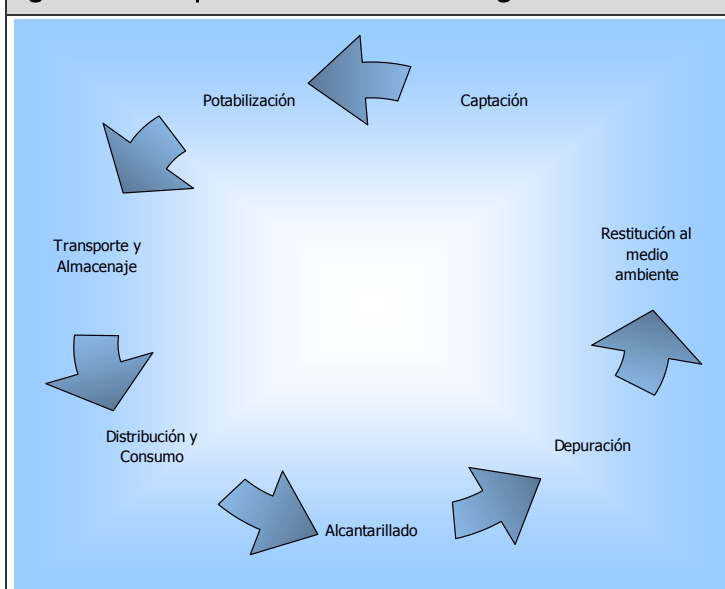 Potabilización
Captación
Transporte y
Almacenaje
Restitución al
medio
ambiente
Distribución y
Consumo
Depuración
Alcantarillado